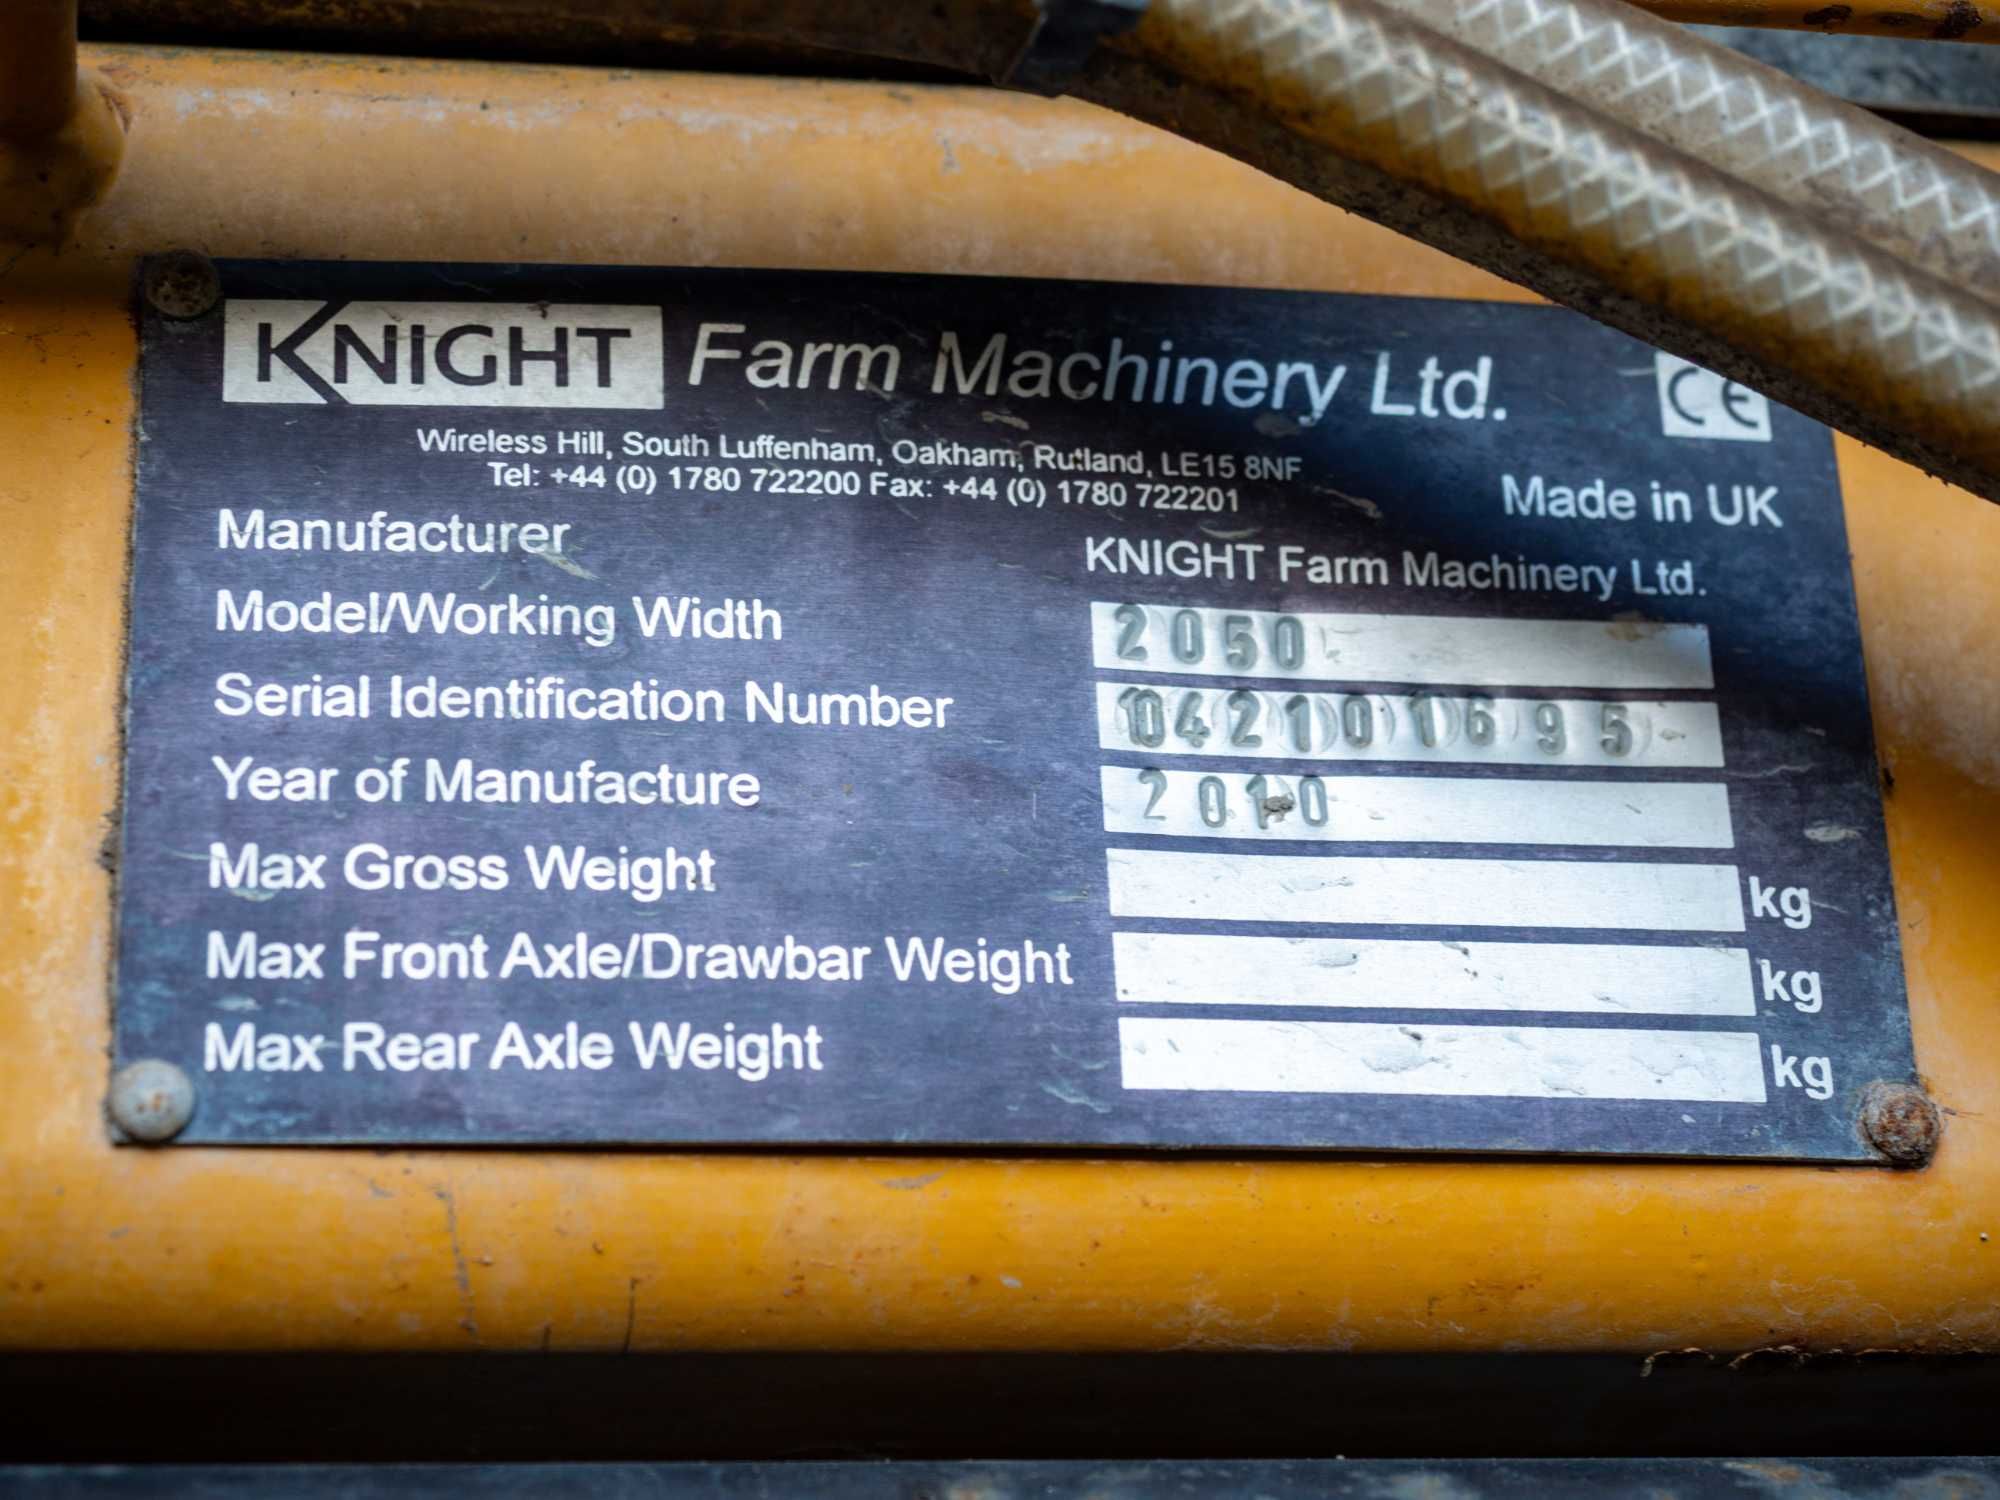 KNIGHT Farm Machinery Ltd.
CE
Wireless Hill, South Luffenham, Oakham, Rutland, LE15 8NF
Tel: +44 (0) 1780 722200 Fax: +44 (0) 1780 722201
Made in UK
Manufacturer KNIGHT Farm Machinery Ltd.
Model/Working Width 2050
Serial Identification Number 1042101695
Year of Manufacture 2010
Max Gross Weight kg
Max Front Axle/Drawbar Weight kg
Max Rear Axle Weight kg